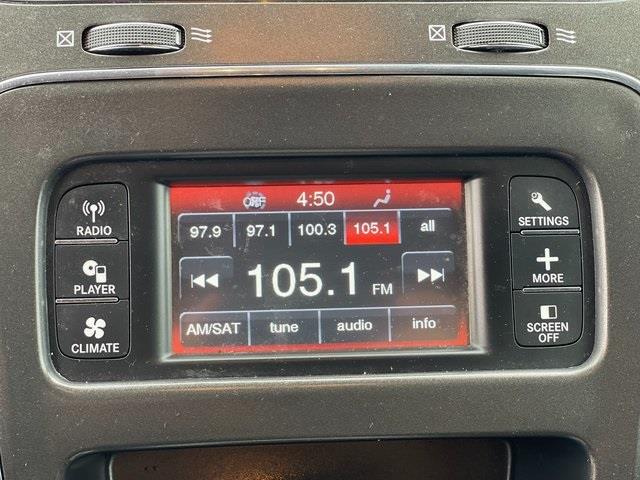 4:50
97.9 97.1 100.3 105.1 all
105.1 FM
AM/SAT tune audio info
RADIO
PLAYER
CLIMATE
SETTINGS
MORE
SCREEN
OFF